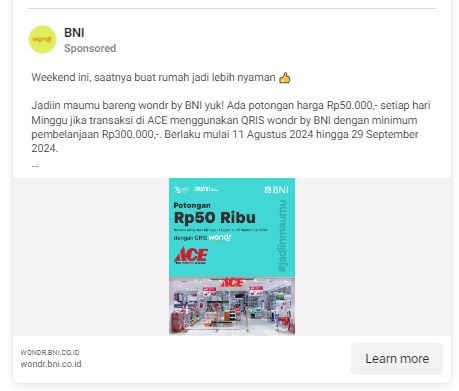 BNI
Sponsored
Weekend ini, saatnya buat rumah jadi lebih nyaman 👍
Jadiin maumu bareng wondr by BNI yuk! Ada potongan harga Rp50.000,- setiap hari
Minggu jika transaksi di ACE menggunakan QRIS wondr by BNI dengan minimum
pembelanjaan Rp300.000,-. Berlaku mulai 11 Agustus 2024 hingga 29 September
2024.
...
wondr
BNI
Potongan
Rp50 Ribu
dengan QRIS wondr
#jadiinmaumu
ACE
ACE
WONDR.BNI.CO.ID
wondr.bni.co.id
Learn more